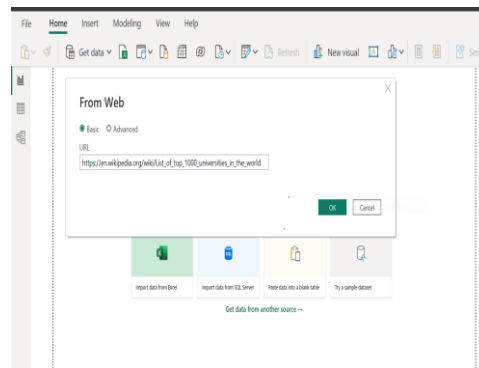 File Home Insert Modeling View Help
Get data Refresh New visual
From Web
Basic Advanced
URL
https://en.wikipedia.org/wiki/List_of_top_1000_universities_in_the_world
OK Cancel
Import data from Excel Import data from SQL Server Paste data into a blank table Try a sample dataset
Get data from another source →